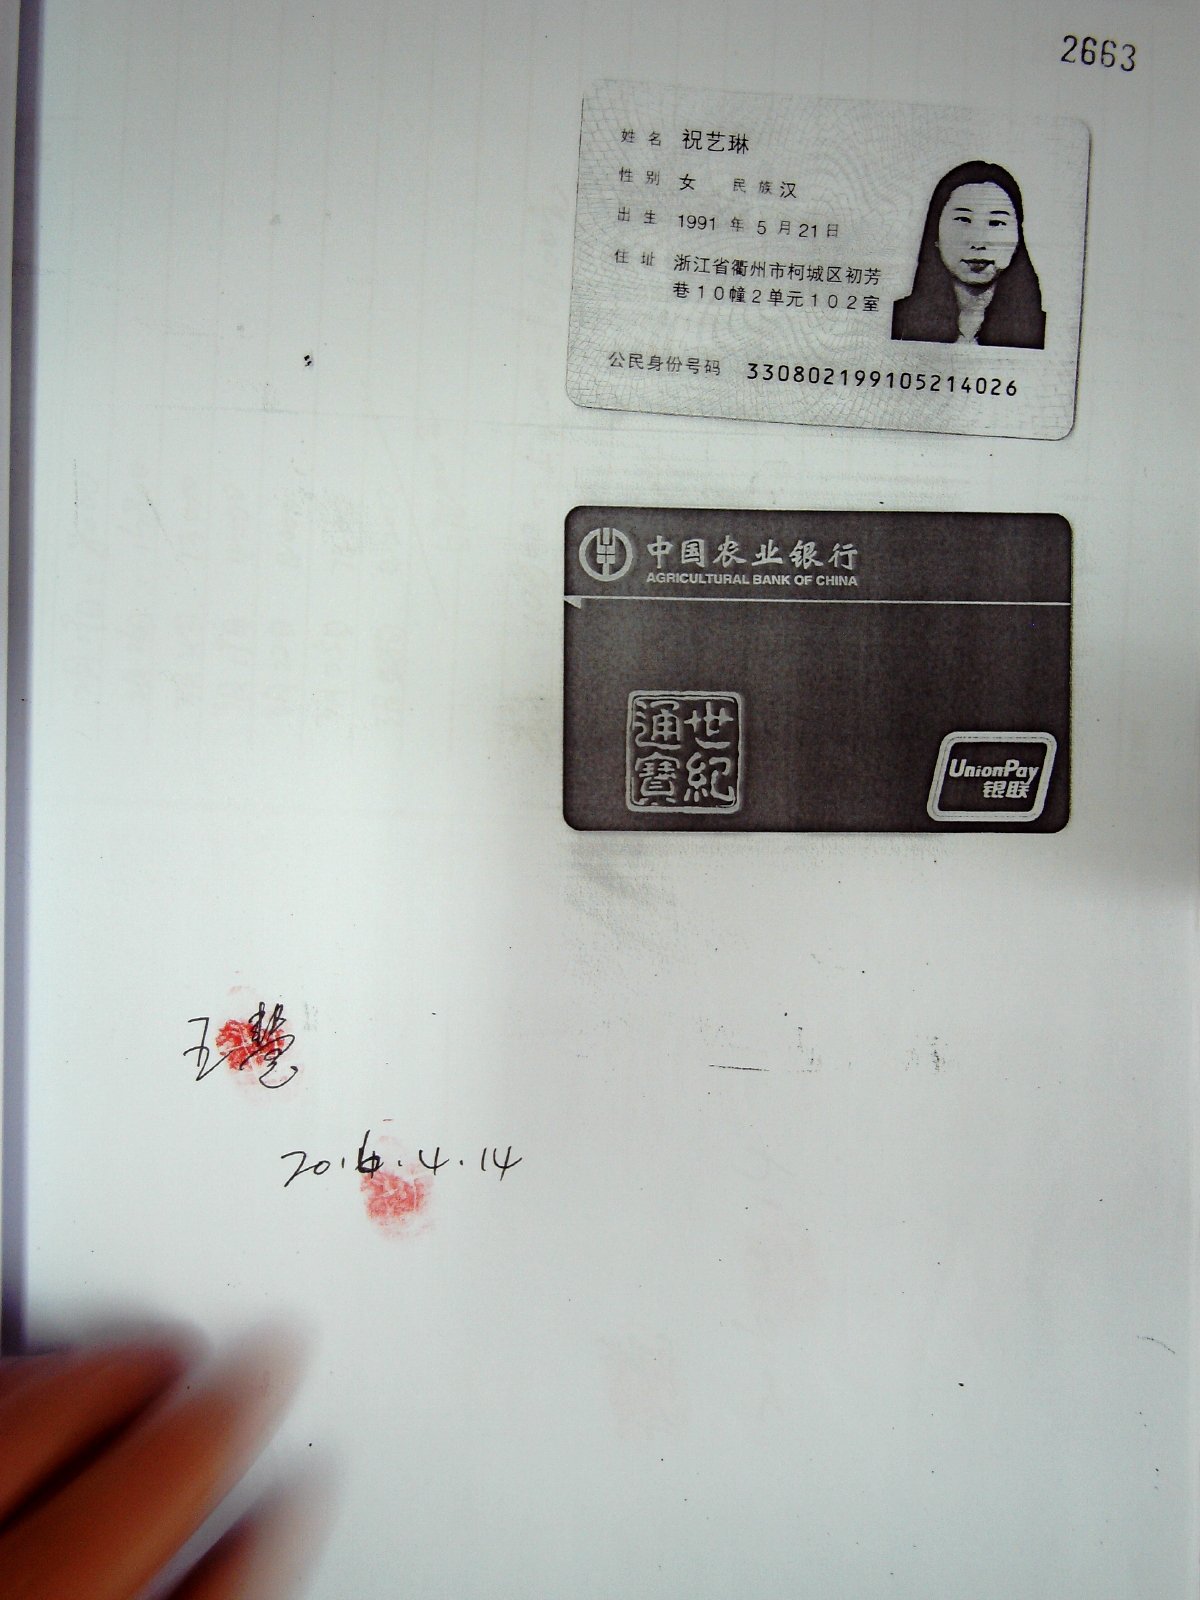 2663
姓名 祝艺琳
性别 女 民族 汉
出生 1991 年 5 月 21 日
住址 浙江省衢州市柯城区初芳
巷10幢2单元102室
公民身份号码 330802199105214026
中国农业银行
AGRICULTURAL BANK OF CHINA
世紀
通寶
UnionPay
银联
王慧
2016.4.14